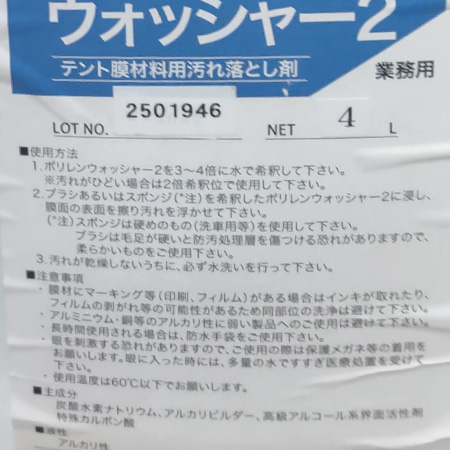 ウォッシャー2
テント膜材料用汚れ落とし剤
業務用
LOT NO. 2501946 NET 4 L
■使用方法
1.ポリレンウォッシャー2を3〜4倍に水で希釈して下さい。
※汚れがひどい場合は2倍希釈位で使用して下さい。
2.ブラシあるいはスポンジ(*注)を希釈したポリレンウォッシャー2に浸し、
膜面の表面を擦り汚れを浮かせて下さい。
(*注)スポンジは硬めのもの(洗車用等)を使用して下さい。
ブラシは毛足が硬いと防汚処理層を傷つける恐れがありますので、
柔らかいものをご使用下さい。
3.汚れが乾燥しないうちに、必ず水洗いを行って下さい。
■注意事項
・膜材にマーキング等(印刷、フィルム)がある場合はインキが取れたり、
フィルムの剥がれ等の可能性があるため同部位の洗浄は避けて下さい。
・アルミニウム・銅等のアルカリ性に弱い製品へのご使用は避けて下さい。
・長時間使用される場合は、防水手袋をご使用下さい。
・眼を刺激する恐れがありますので、ご使用の際は保護メガネ等の着用を
お願いします。眼に入った時には、多量の水ですすぎ医療処置を受けて
下さい。
・使用温度は60℃以下でお願いします。
■主成分
炭酸水素ナトリウム、アルカリビルダー、高級アルコール系界面活性剤
特殊カルボン酸
■液性
アルカリ性